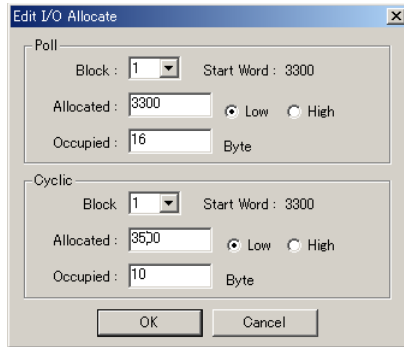 Edit I/O Allocate
Poll
Block : 1 Start Word : 3300
Allocated : 3300 Low High
Occupied : 16 Byte
Cyclic
Block 1 Start Word : 3300
Allocated : 3500 Low High
Occupied : 10 Byte
OK Cancel